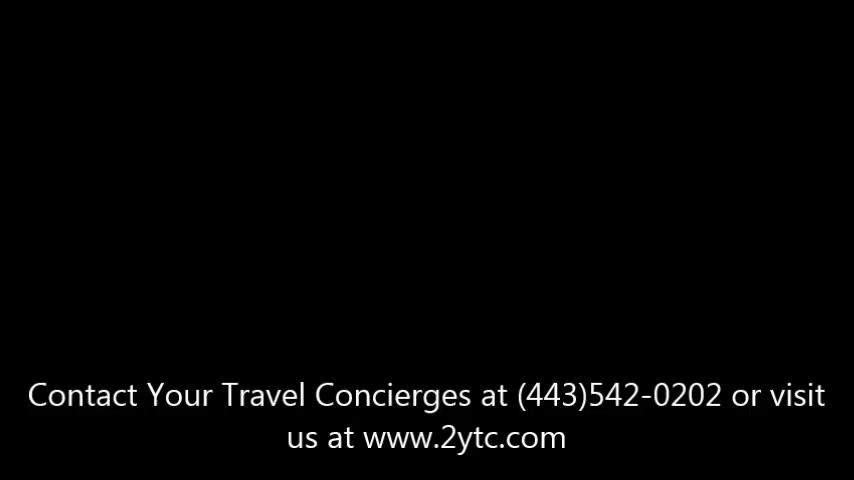 Contact Your Travel Concierges at (443)542-0202 or visit
us at www.2ytc.com